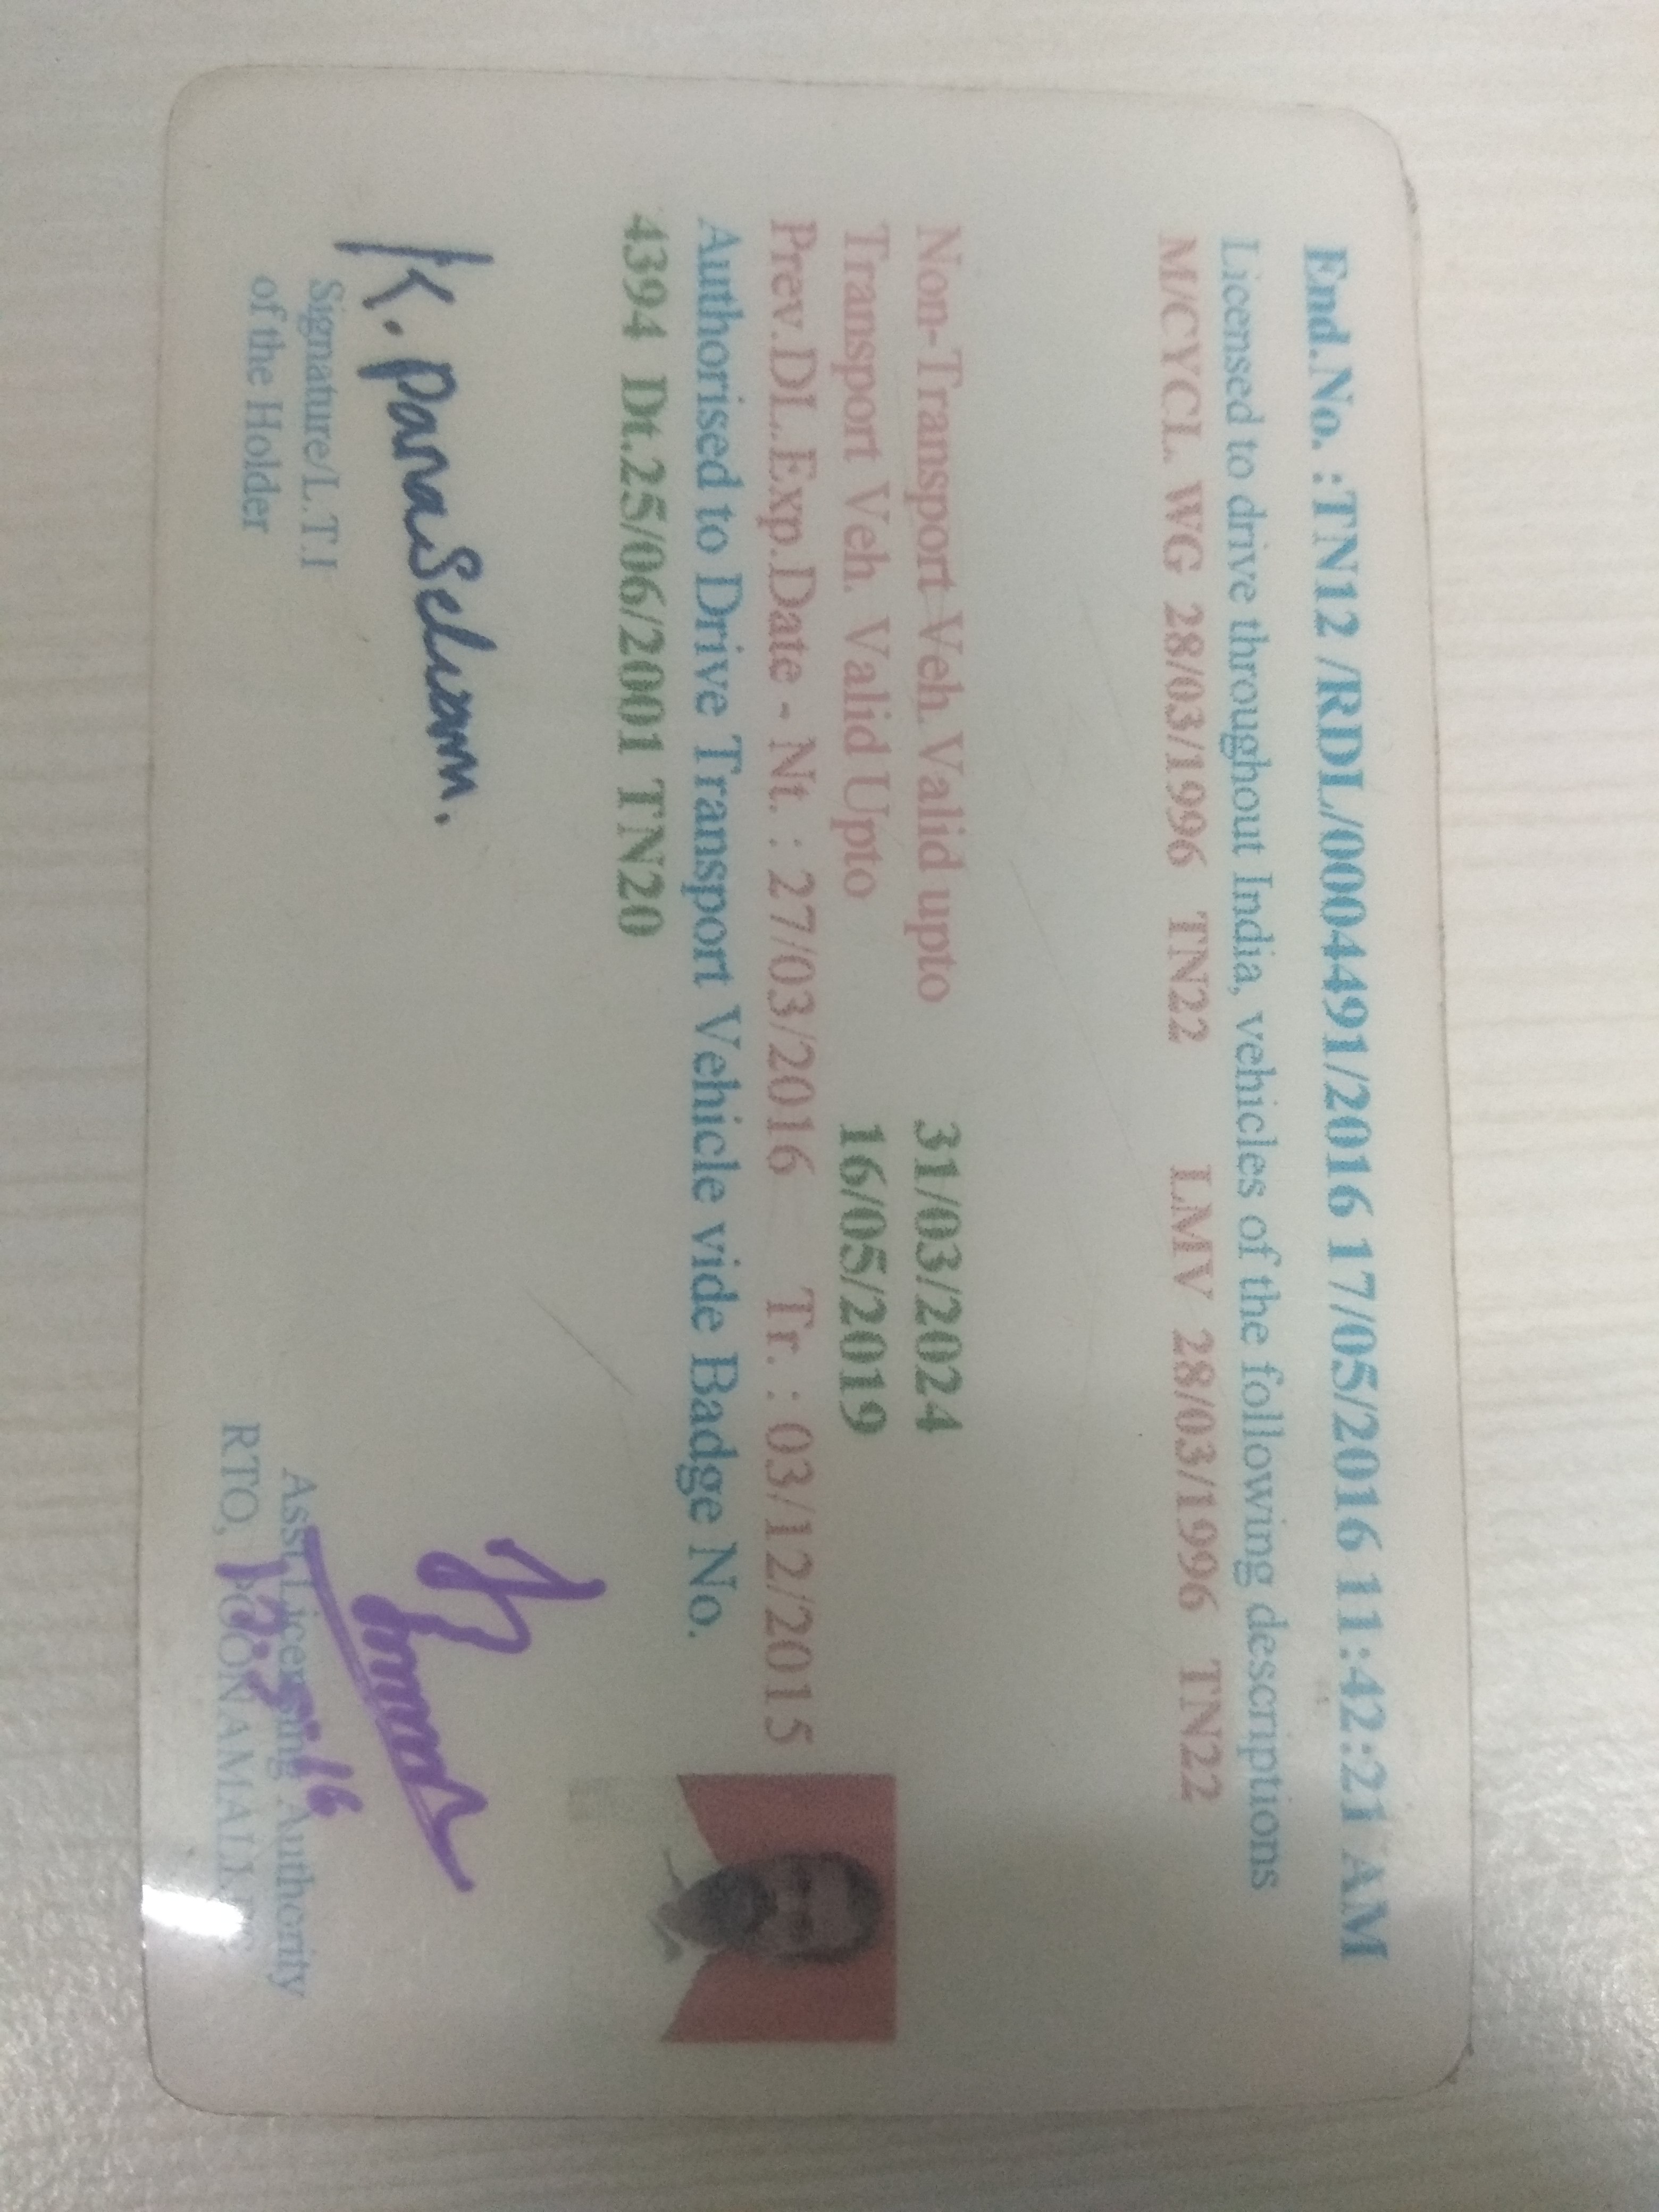 End.No. :TN12 /RDL/0004491/2016 17/05/2016 11:42:21 AM
Licensed to drive throughout India, vehicles of the following descriptions
M/CYCL. WG 28/03/1996 TN22 LMV 28/03/1996 TN22
Non-Transport Veh. Valid upto 31/03/2024
Transport Veh. Valid Upto 16/05/2019
Prev.DL.Exp.Date - Nt. : 27/03/2016 Tr. : 03/12/2015
Authorised to Drive Transport Vehicle vide Badge No.
4394 Dt.25/06/2001 TN20
K. PanaSelvam.
Signature/L.T.I
of the Holder
Asst. Licensing Authority
RTO,